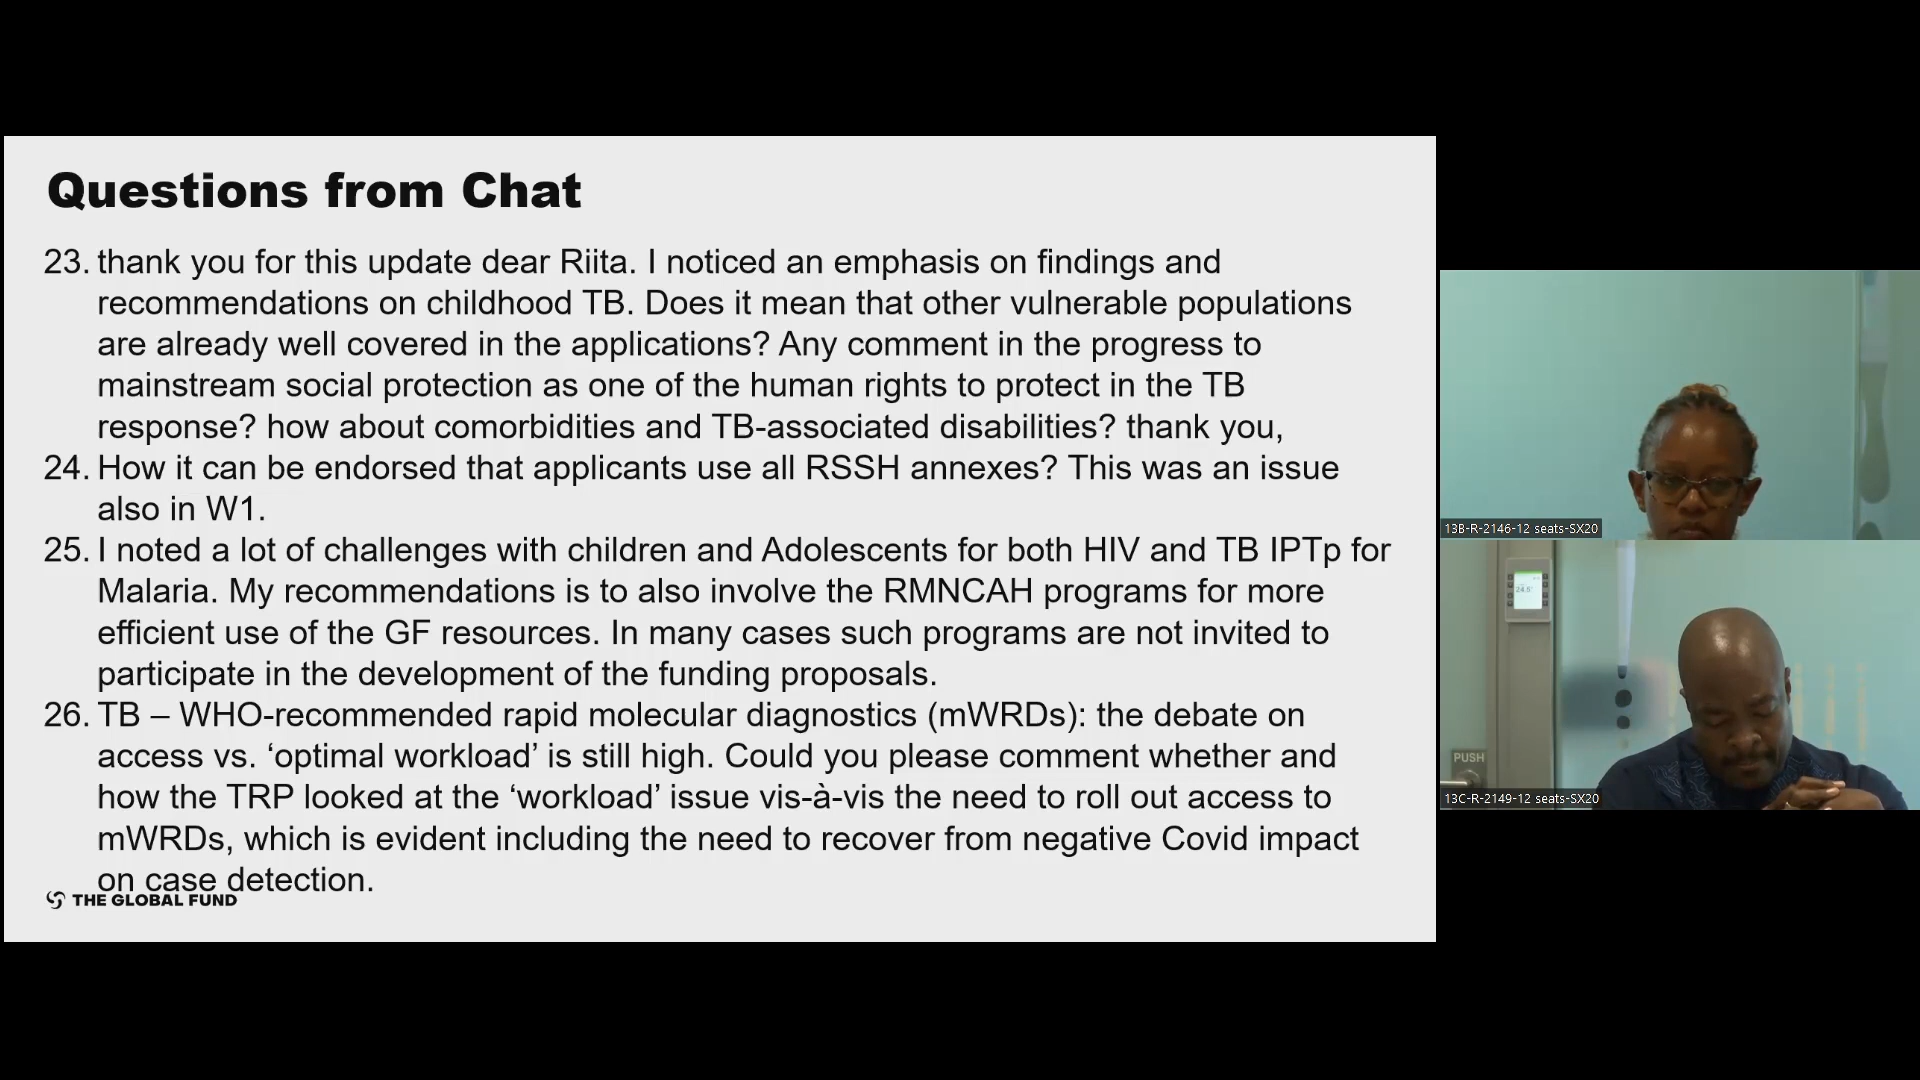 Questions from Chat
23. thank you for this update dear Riita. I noticed an emphasis on findings and
recommendations on childhood TB. Does it mean that other vulnerable populations
are already well covered in the applications? Any comment in the progress to
mainstream social protection as one of the human rights to protect in the TB
response? how about comorbidities and TB-associated disabilities? thank you,
24. How it can be endorsed that applicants use all RSSH annexes? This was an issue
also in W1.
25. I noted a lot of challenges with children and Adolescents for both HIV and TB IPTp for
Malaria. My recommendations is to also involve the RMNCAH programs for more
efficient use of the GF resources. In many cases such programs are not invited to
participate in the development of the funding proposals.
26. TB – WHO-recommended rapid molecular diagnostics (mWRDs): the debate on
access vs. ‘optimal workload’ is still high. Could you please comment whether and
how the TRP looked at the ‘workload’ issue vis-à-vis the need to roll out access to
mWRDs, which is evident including the need to recover from negative Covid impact
on case detection.
THE GLOBAL FUND
13B-R-2146-12 seats-SX20
PUSH
13C-R-2149-12 seats-SX20